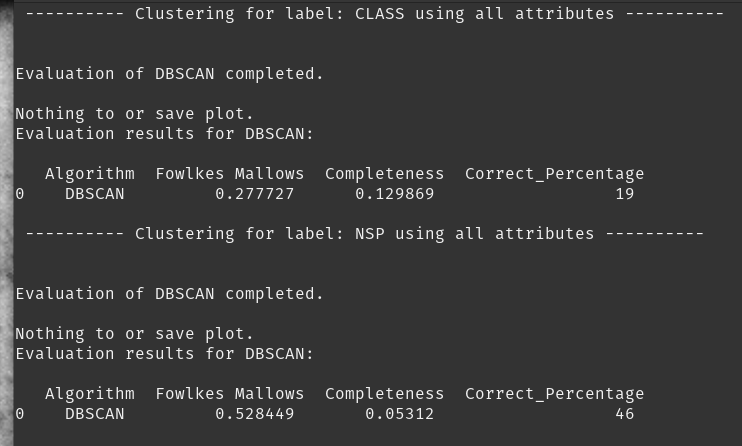 ---------- Clustering for label: CLASS using all attributes ----------
Evaluation of DBSCAN completed.
Nothing to or save plot.
Evaluation results for DBSCAN:
Algorithm Fowlkes Mallows Completeness Correct_Percentage
0 DBSCAN 0.277727 0.129869 19
---------- Clustering for label: NSP using all attributes ----------
Evaluation of DBSCAN completed.
Nothing to or save plot.
Evaluation results for DBSCAN:
Algorithm Fowlkes Mallows Completeness Correct_Percentage
0 DBSCAN 0.528449 0.05312 46